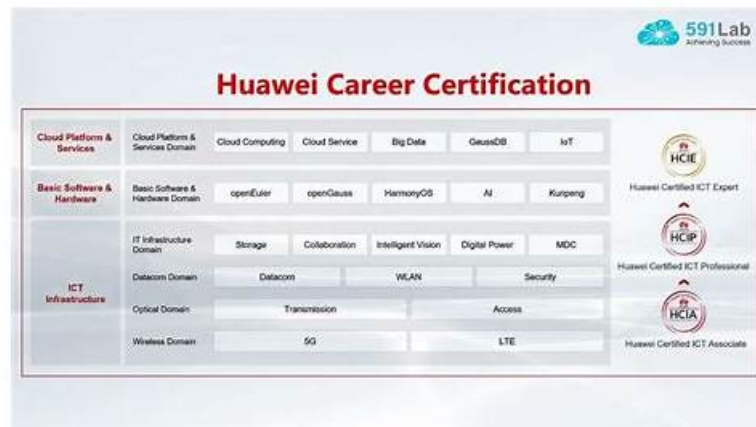 591Lab
Achieving Success
Huawei Career Certification
Cloud Platform & Services
Cloud Platform & Services Domain
Cloud Computing
Cloud Service
Big Data
GaussDB
IoT
Basic Software & Hardware
Basic Software & Hardware Domain
openEuler
openGauss
HarmonyOS
AI
Kunpeng
ICT Infrastructure
IT Infrastructure Domain
Storage
Collaboration
Intelligent Vision
Digital Power
MDC
Datacom Domain
Datacom
WLAN
Security
Optical Domain
Transmission
Access
Wireless Domain
5G
LTE
HCIE
Huawei Certified ICT Expert
HCIP
Huawei Certified ICT Professional
HCIA
Huawei Certified ICT Associate